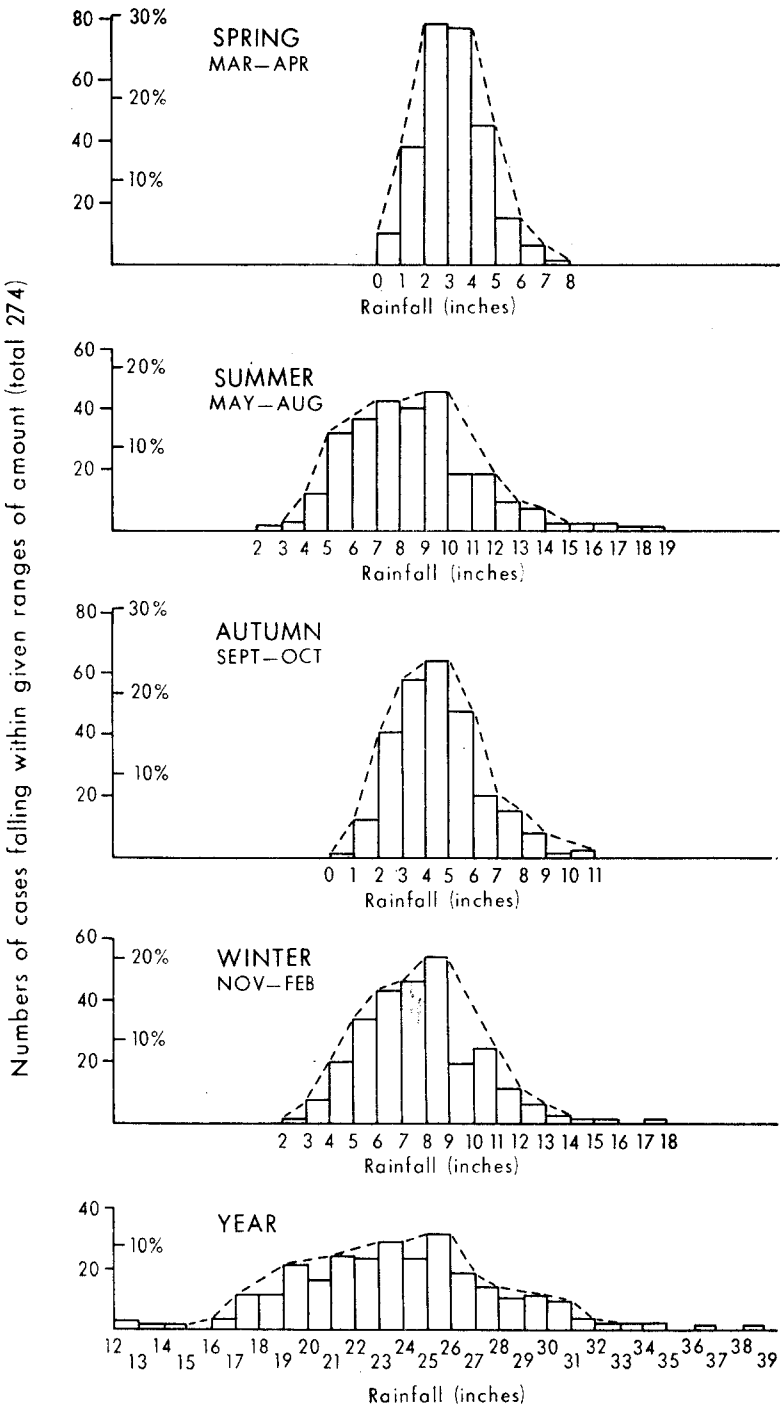 Numbers of cases falling within given ranges of amount (total 274)
80 30%
SPRING
MAR—APR
60
20%
40
10%
20
0 1 2 3 4 5 6 7 8
Rainfall (inches)
60
20%
SUMMER
MAY—AUG
40
10%
20
2 3 4 5 6 7 8 9 10 11 12 13 14 15 16 17 18 19
Rainfall (inches)
80 30%
AUTUMN
SEPT—OCT
60
20%
40
10%
20
0 1 2 3 4 5 6 7 8 9 10 11
Rainfall (inches)
60
20%
WINTER
NOV—FEB
40
10%
20
2 3 4 5 6 7 8 9 10 11 12 13 14 15 16 17 18
Rainfall (inches)
40
YEAR
10%
20
12 14 16 18 20 22 24 26 28 30 32 34 36 38
13 15 17 19 21 23 25 27 29 31 33 35 37 39
Rainfall (inches)